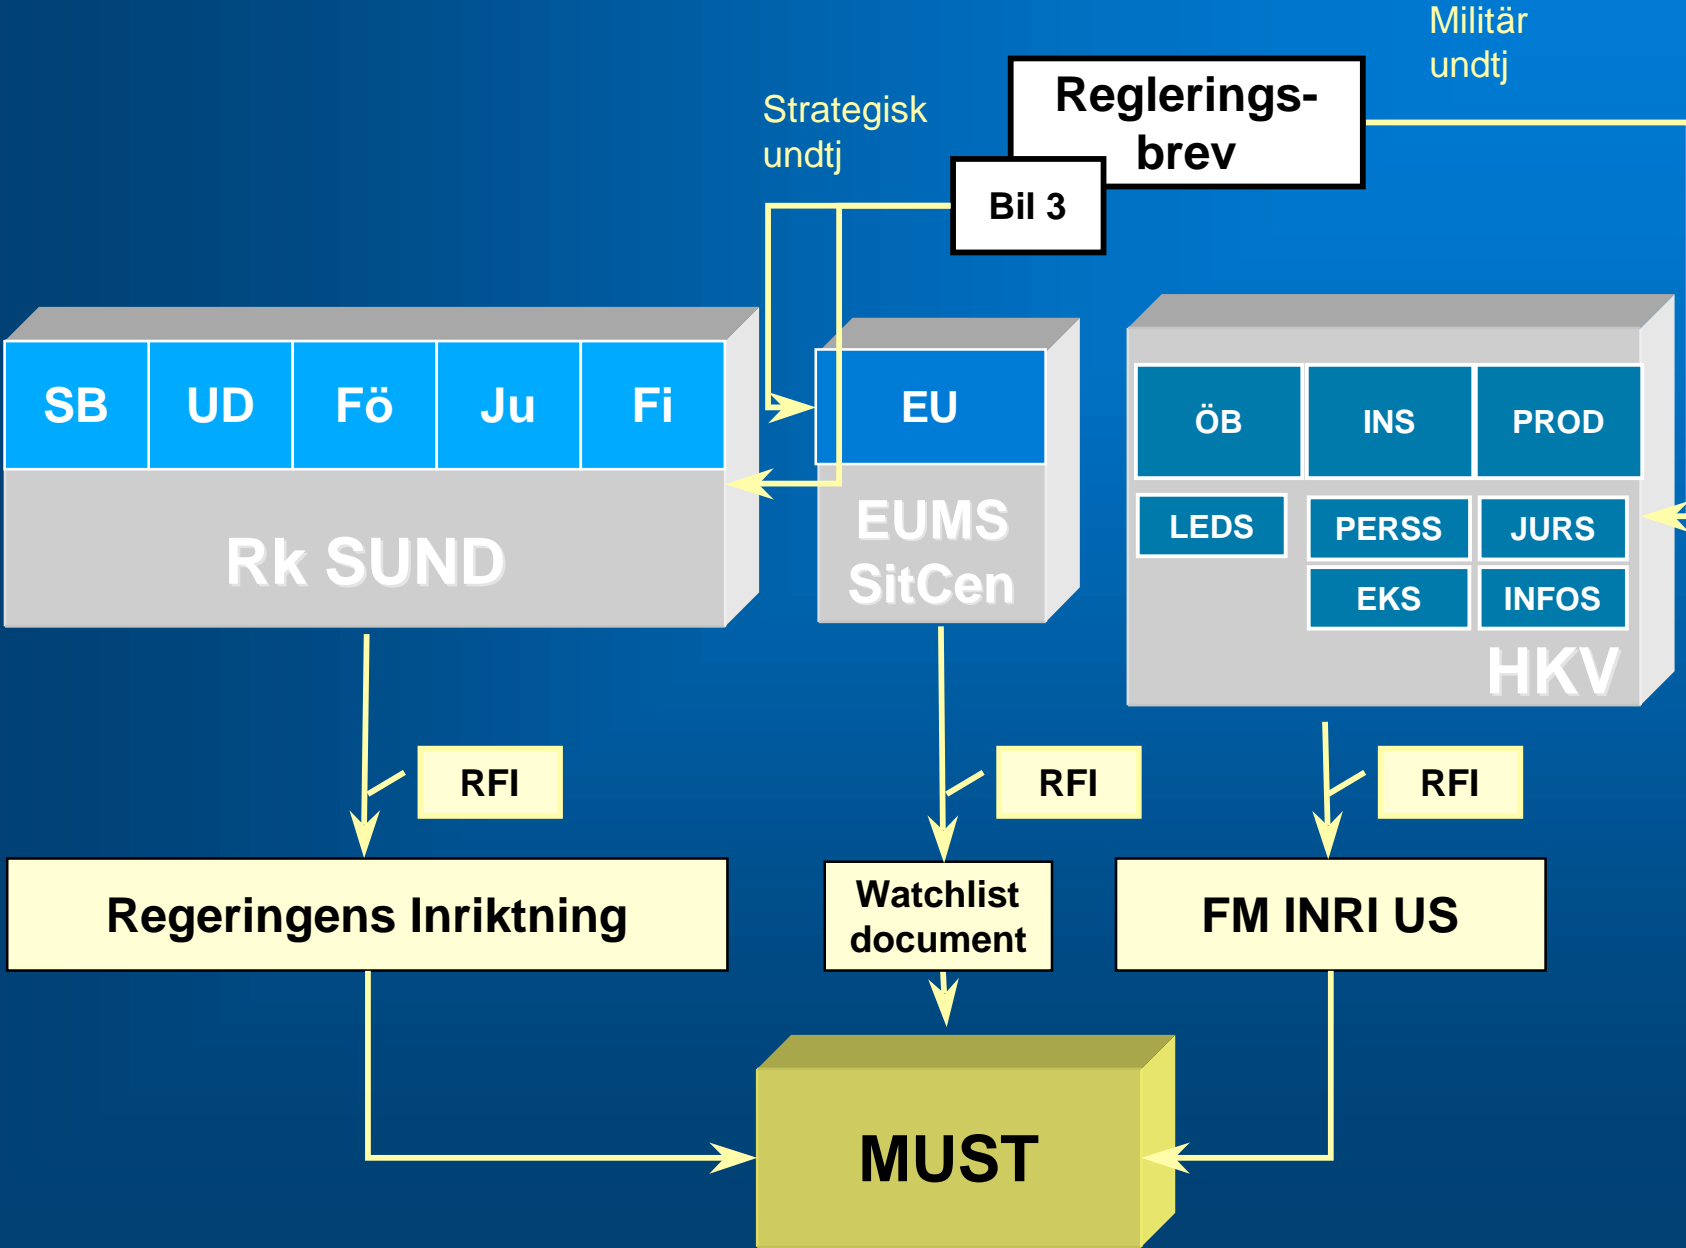 Militär
undtj
Reglerings-
brev
Strategisk
undtj
Bil 3
SB
UD
Fö
Ju
Fi
Rk SUND
EU
EUMS
SitCen
ÖB
INS
PROD
LEDS
PERSS
JURS
EKS
INFOS
HKV
RFI
RFI
RFI
Regeringens Inriktning
Watchlist
document
FM INRI US
MUST